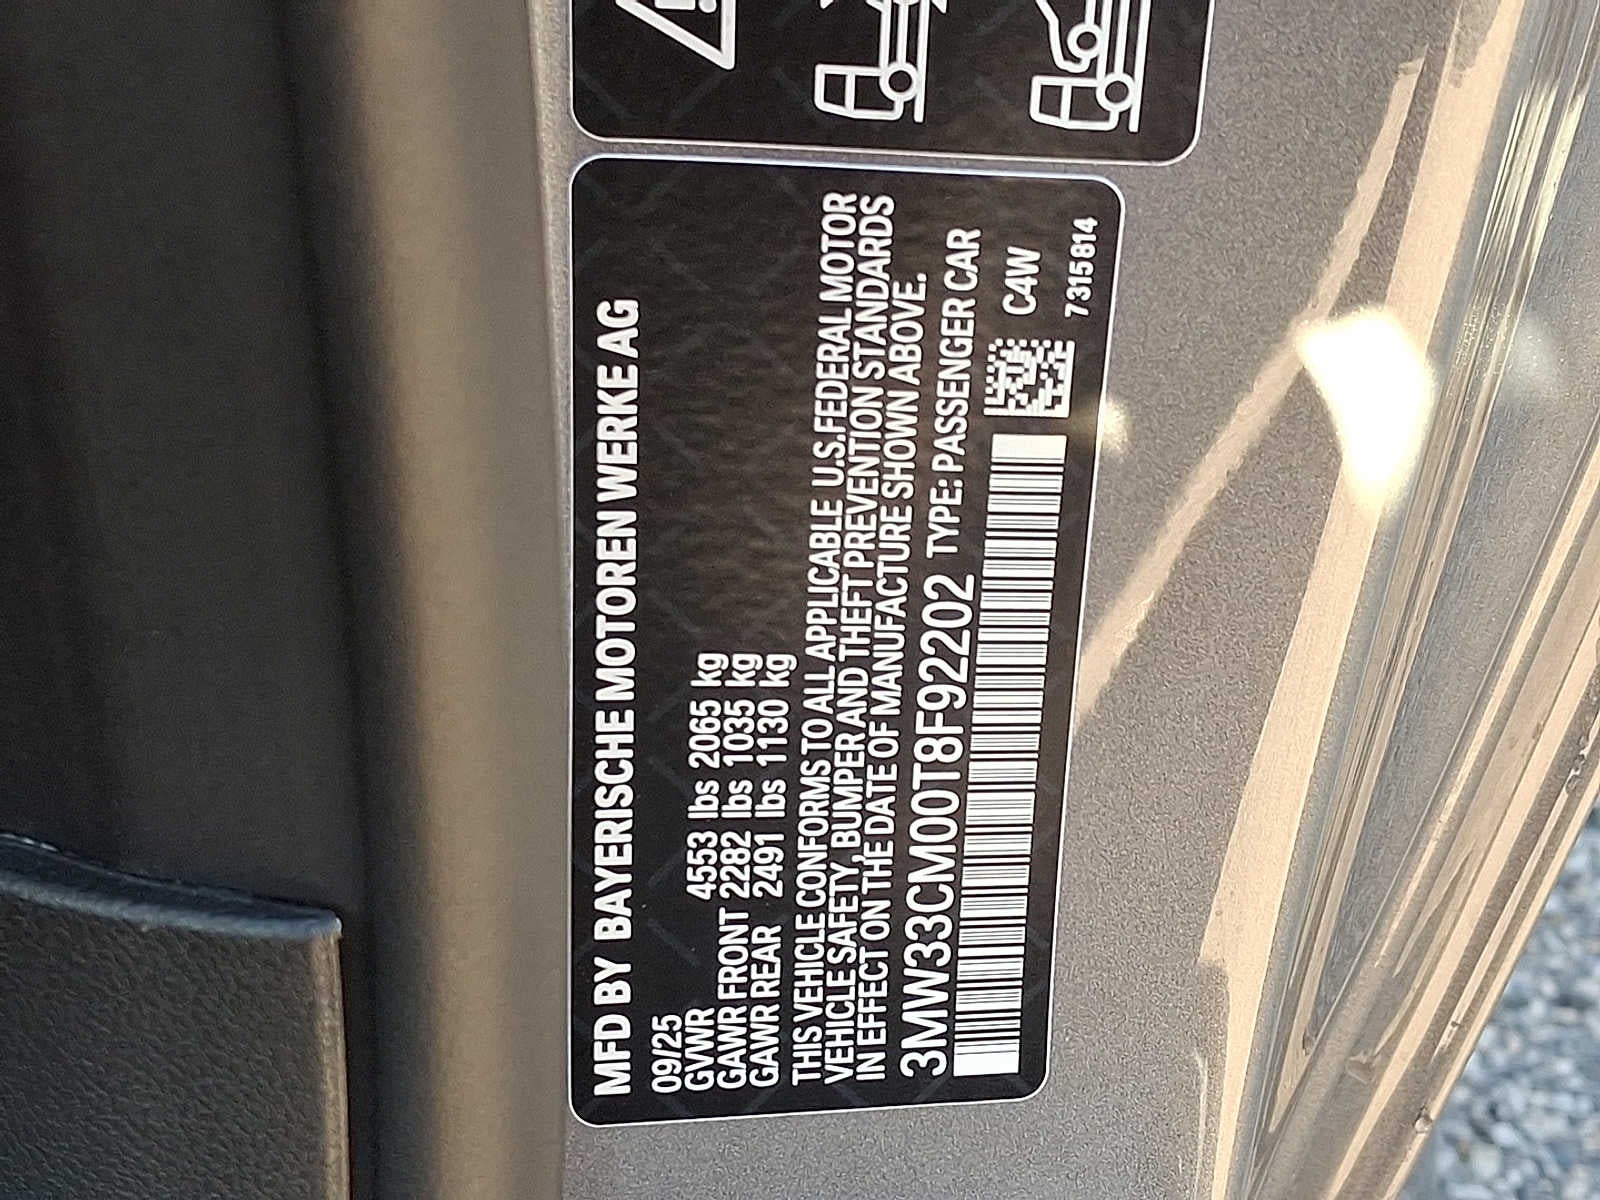 MFD BY BAYERISCHE MOTOREN WERKE AG
09/25
GVWR 4553 lbs 2065 kg
GAWR FRONT 2282 lbs 1035 kg
GAWR REAR 2491 lbs 1130 kg
THIS VEHICLE CONFORMS TO ALL APPLICABLE U.S.FEDERAL MOTOR
VEHICLE SAFETY, BUMPER AND THEFT PREVENTION STANDARDS
IN EFFECT ON THE DATE OF MANUFACTURE SHOWN ABOVE.
3MW33CM00T8F92202 TYPE: PASSENGER CAR
C4W
7315814